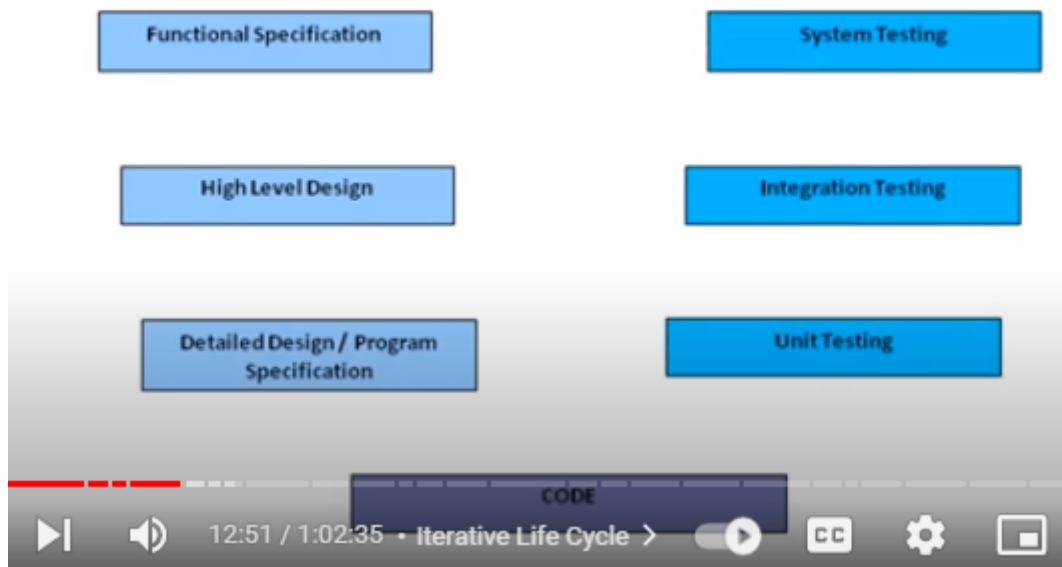 Functional Specification
System Testing
High Level Design
Integration Testing
Detailed Design / Program
Specification
Unit Testing
CODE
12:51 / 1:02:35 • Iterative Life Cycle >
CC